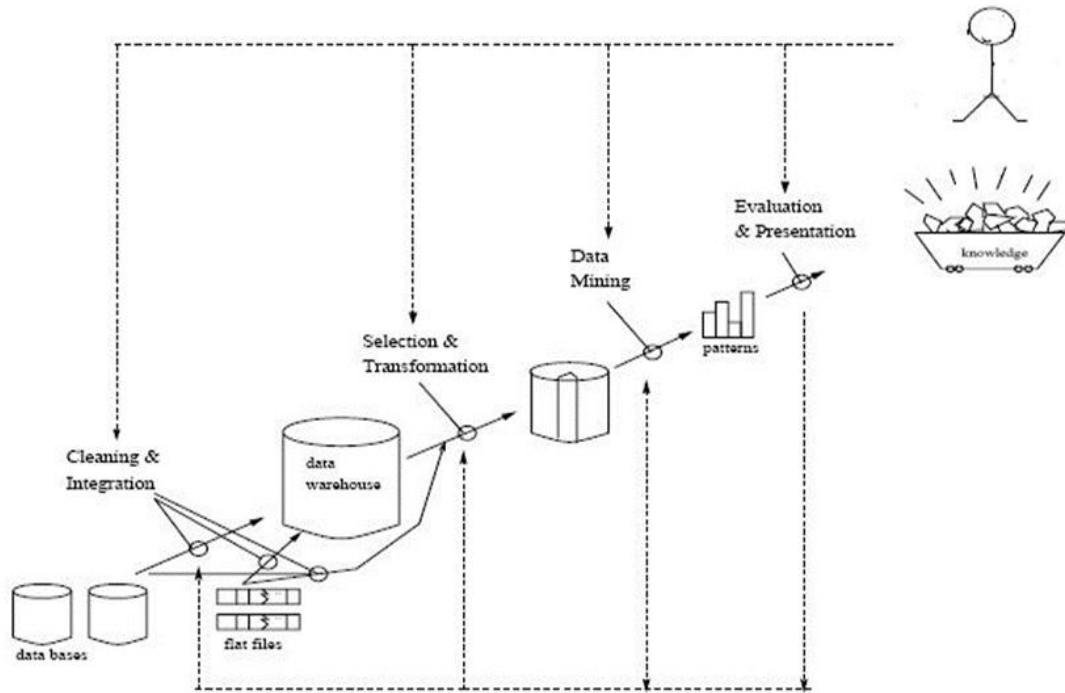 Evaluation
& Presentation
knowledge
Data
Mining
patterns
Selection &
Transformation
Cleaning &
Integration
data
warehouse
data bases
flat files